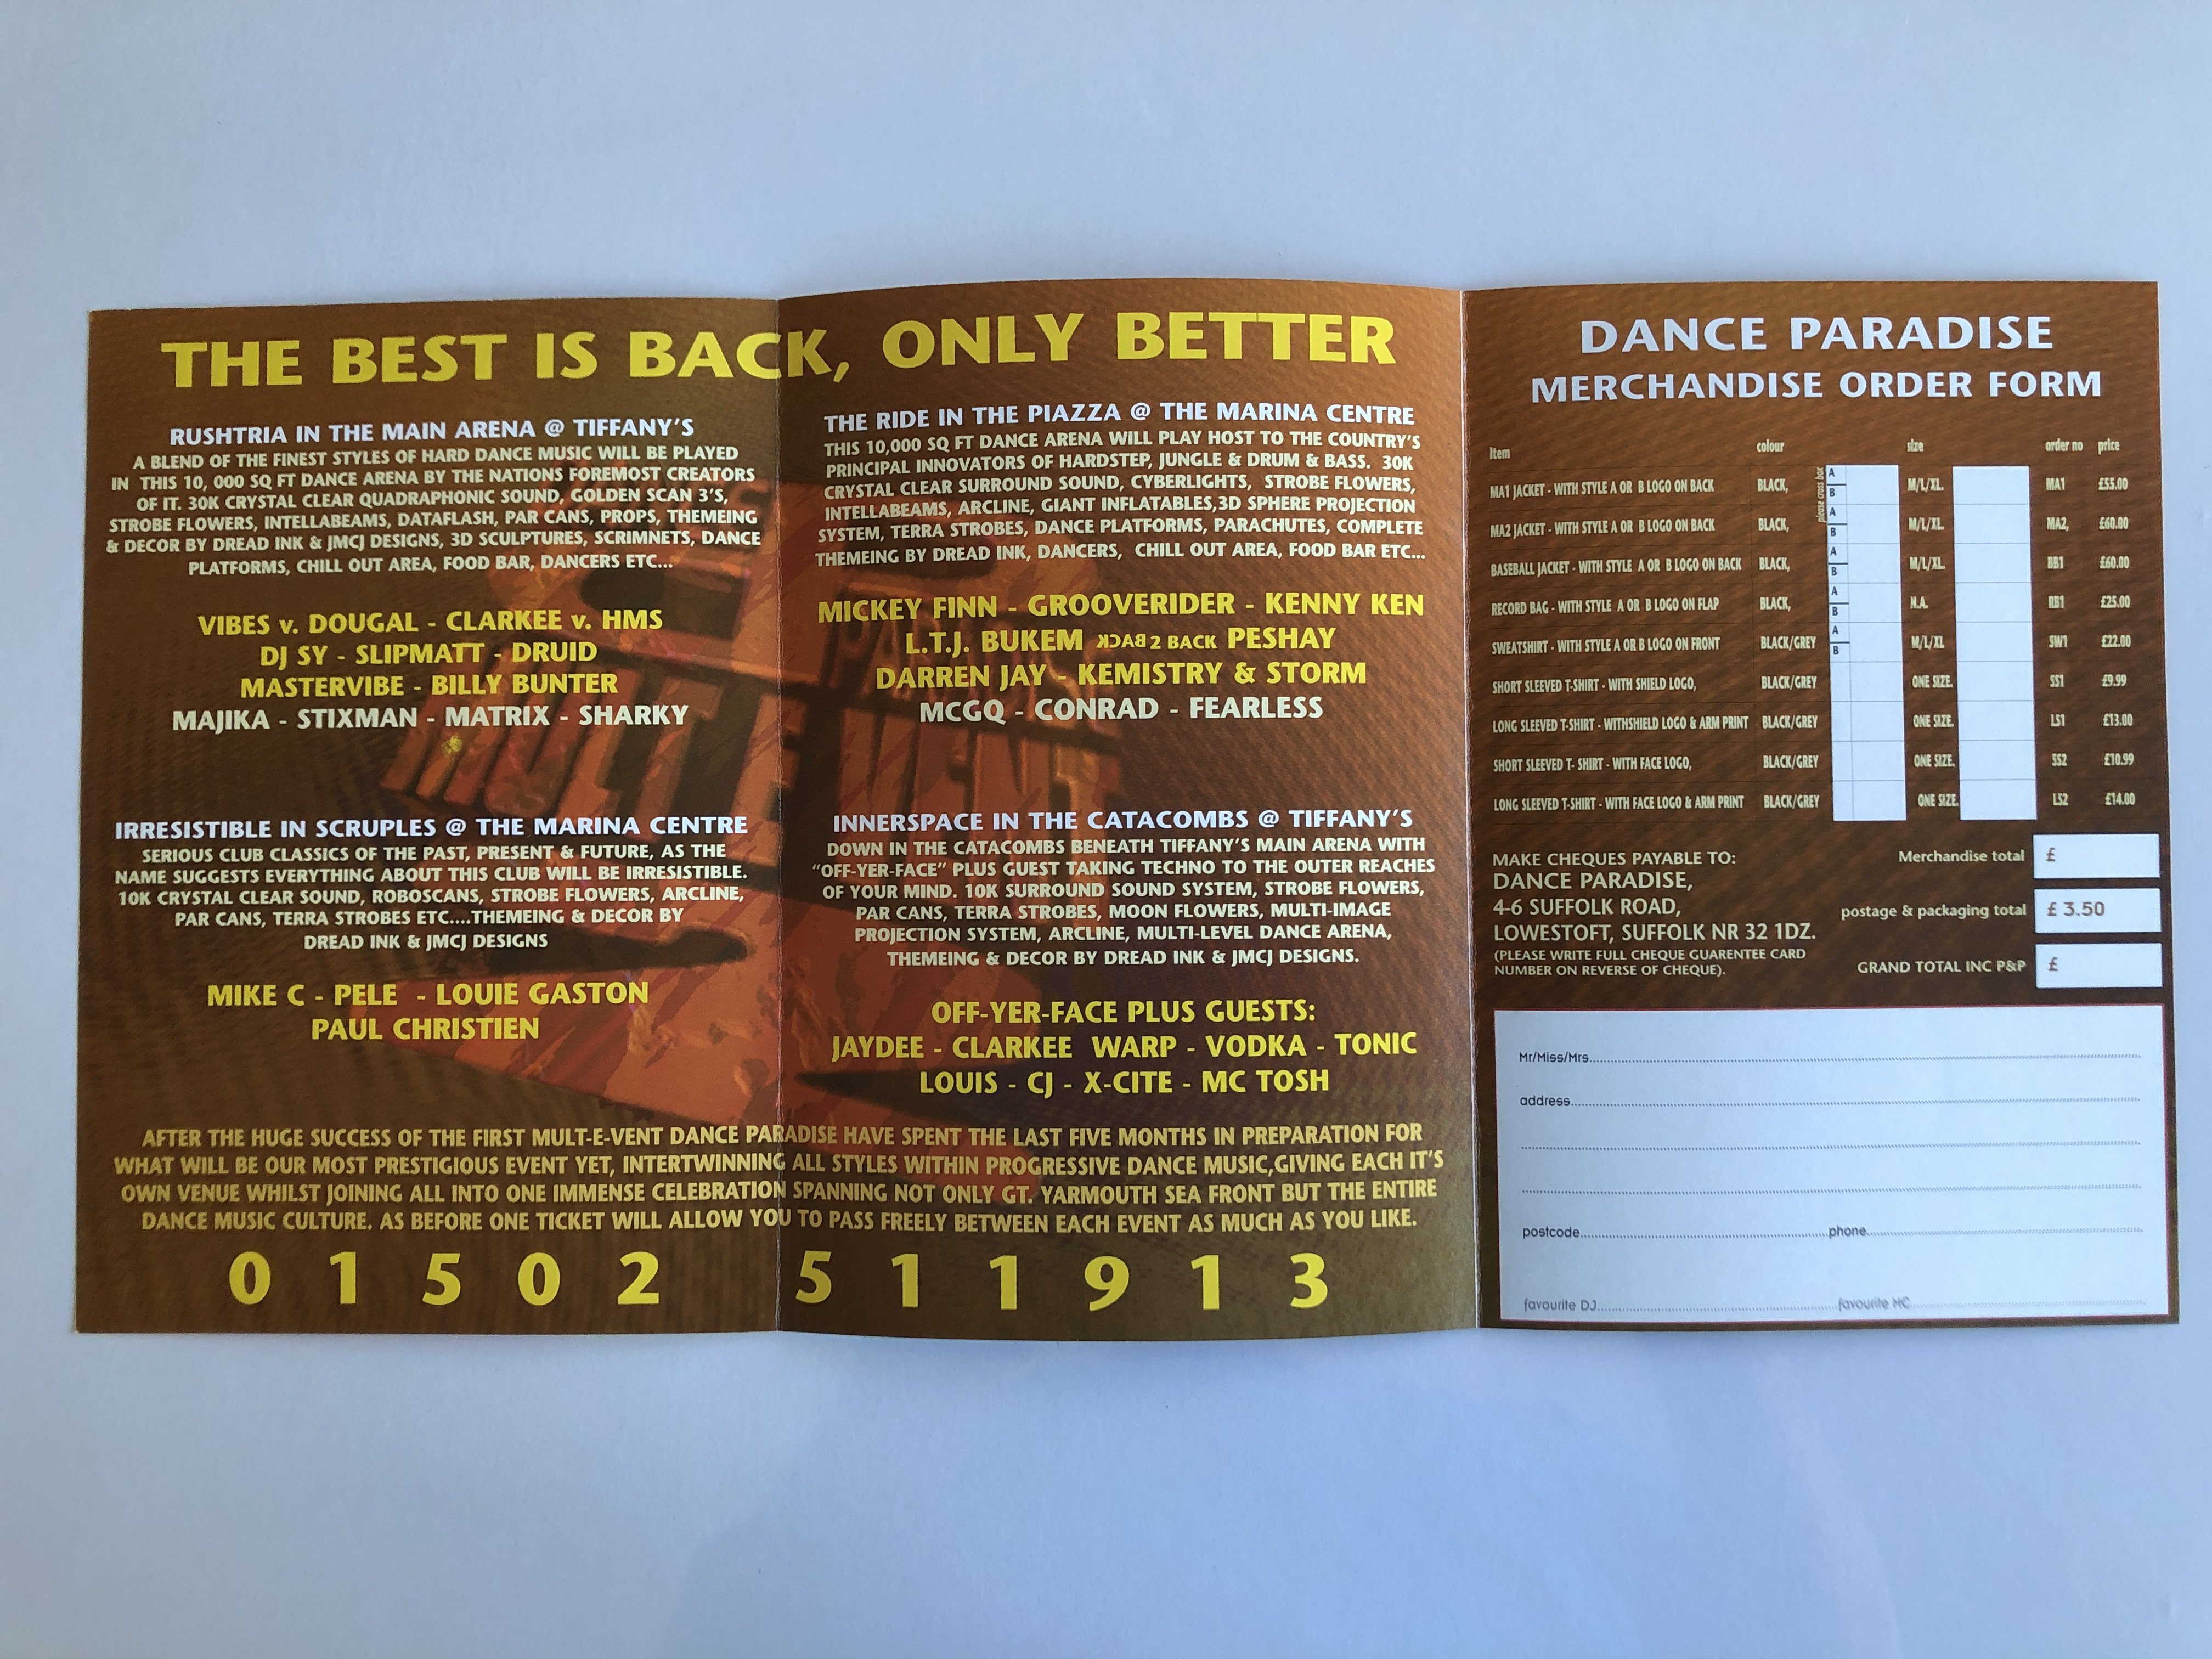 THE BEST IS BACK, ONLY BETTER
RUSHTRIA IN THE MAIN ARENA @ TIFFANY'S
A BLEND OF THE FINEST STYLES OF HARD DANCE MUSIC WILL BE PLAYED
IN THIS 10, 000 SQ FT DANCE ARENA BY THE NATIONS FOREMOST CREATORS
OF IT. 30K CRYSTAL CLEAR QUADRAPHONIC SOUND, GOLDEN SCAN 3'S,
STROBE FLOWERS, INTELLABEAMS, DATAFLASH, PAR CANS, PROPS, THEMEING
& DECOR BY DREAD INK & JMCJ DESIGNS, 3D SCULPTURES, SCRIMNETS, DANCE
PLATFORMS, CHILL OUT AREA, FOOD BAR, DANCERS ETC...
VIBES v. DOUGAL - CLARKEE v. HMS
DJ SY - SLIPMATT - DRUID
MASTERVIBE - BILLY BUNTER
MAJIKA - STIXMAN - MATRIX - SHARKY
IRRESISTIBLE IN SCRUPLES @ THE MARINA CENTRE
SERIOUS CLUB CLASSICS OF THE PAST, PRESENT & FUTURE, AS THE
NAME SUGGESTS EVERYTHING ABOUT THIS CLUB WILL BE IRRESISTIBLE.
10K CRYSTAL CLEAR SOUND, ROBOSCANS, STROBE FLOWERS, ARCLINE,
PAR CANS, TERRA STROBES ETC....THEMEING & DECOR BY
DREAD INK & JMCJ DESIGNS
MIKE C - PELE - LOUIE GASTON
PAUL CHRISTIEN
THE RIDE IN THE PIAZZA @ THE MARINA CENTRE
THIS 10,000 SQ FT DANCE ARENA WILL PLAY HOST TO THE COUNTRY'S
PRINCIPAL INNOVATORS OF HARDSTEP, JUNGLE & DRUM & BASS. 30K
CRYSTAL CLEAR SURROUND SOUND, CYBERLIGHTS, STROBE FLOWERS,
INTELLABEAMS, ARCLINE, GIANT INFLATABLES,3D SPHERE PROJECTION
SYSTEM, TERRA STROBES, DANCE PLATFORMS, PARACHUTES, COMPLETE
THEMEING BY DREAD INK, DANCERS, CHILL OUT AREA, FOOD BAR ETC...
MICKEY FINN - GROOVERIDER - KENNY KEN
L.T.J. BUKEM BACK 2 BACK PESHAY
DARREN JAY - KEMISTRY & STORM
MCGQ - CONRAD - FEARLESS
INNERSPACE IN THE CATACOMBS @ TIFFANY'S
DOWN IN THE CATACOMBS BENEATH TIFFANY'S MAIN ARENA WITH
"OFF-YER-FACE" PLUS GUEST TAKING TECHNO TO THE OUTER REACHES
OF YOUR MIND. 10K SURROUND SOUND SYSTEM, STROBE FLOWERS,
PAR CANS, TERRA STROBES, MOON FLOWERS, MULTI-IMAGE
PROJECTION SYSTEM, ARCLINE, MULTI-LEVEL DANCE ARENA,
THEMEING & DECOR BY DREAD INK & JMCJ DESIGNS.
OFF-YER-FACE PLUS GUESTS:
JAYDEE - CLARKEE WARP - VODKA - TONIC
LOUIS - CJ - X-CITE - MC TOSH
AFTER THE HUGE SUCCESS OF THE FIRST MULT-E-VENT DANCE PARADISE HAVE SPENT THE LAST FIVE MONTHS IN PREPARATION FOR
WHAT WILL BE OUR MOST PRESTIGIOUS EVENT YET, INTERTWINNING ALL STYLES WITHIN PROGRESSIVE DANCE MUSIC,GIVING EACH IT'S
OWN VENUE WHILST JOINING ALL INTO ONE IMMENSE CELEBRATION SPANNING NOT ONLY GT. YARMOUTH SEA FRONT BUT THE ENTIRE
DANCE MUSIC CULTURE. AS BEFORE ONE TICKET WILL ALLOW YOU TO PASS FREELY BETWEEN EACH EVENT AS MUCH AS YOU LIKE.
01502 511913
DANCE PARADISE
MERCHANDISE ORDER FORM
Item colour size order no price
please cross box
MA1 JACKET - WITH STYLE A OR B LOGO ON BACK BLACK, A B M/L/XL. MA1 £55.00
MA2 JACKET - WITH STYLE A OR B LOGO ON BACK BLACK, A B M/L/XL. MA2, £60.00
BASEBALL JACKET - WITH STYLE A OR B LOGO ON BACK BLACK, A B M/L/XL. BB1 £60.00
RECORD BAG - WITH STYLE A OR B LOGO ON FLAP BLACK, A B N.A. RB1 £25.00
SWEATSHIRT - WITH STYLE A OR B LOGO ON FRONT BLACK/GREY A B M/L/XL SW1 £22.00
SHORT SLEEVED T-SHIRT - WITH SHIELD LOGO, BLACK/GREY ONE SIZE. SS1 £9.99
LONG SLEEVED T-SHIRT - WITHSHIELD LOGO & ARM PRINT BLACK/GREY ONE SIZE. LS1 £13.00
SHORT SLEEVED T- SHIRT - WITH FACE LOGO, BLACK/GREY ONE SIZE. SS2 £10.99
LONG SLEEVED T-SHIRT - WITH FACE LOGO & ARM PRINT BLACK/GREY ONE SIZE. LS2 £14.00
MAKE CHEQUES PAYABLE TO:
DANCE PARADISE,
4-6 SUFFOLK ROAD,
LOWESTOFT, SUFFOLK NR 32 1DZ.
(PLEASE WRITE FULL CHEQUE GUARENTEE CARD
NUMBER ON REVERSE OF CHEQUE).
Merchandise total £
postage & packaging total £ 3.50
GRAND TOTAL INC P&P £
Mr/Miss/Mrs
address
postcode phone
favourite DJ favourite MC